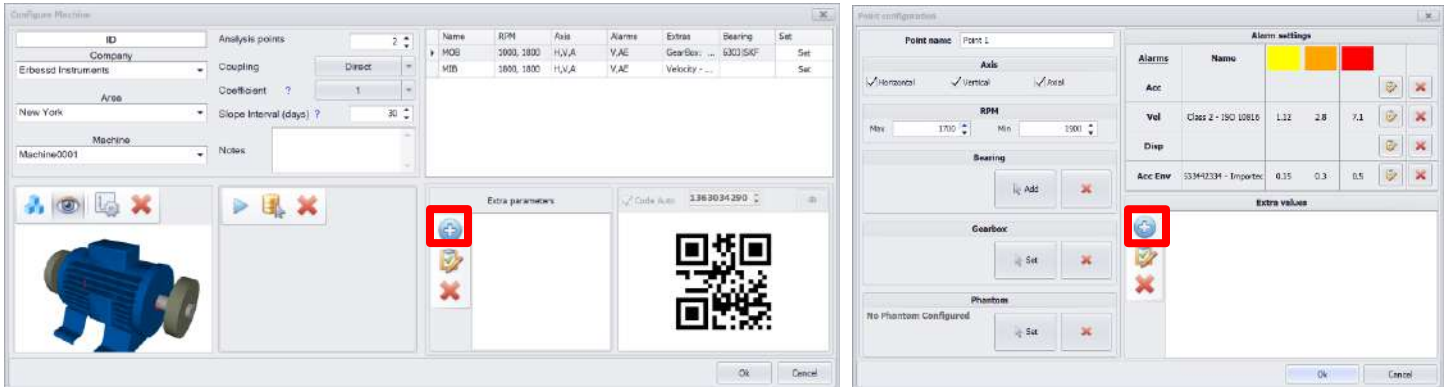 Configure Machine
ID
Company
Erbessd Instruments
Area
New York
Machine
Machine0001
Analysis points 2
Coupling Direct
Coefficient ? 1
Slope Interval (days) ? 30
Notes
Name RPM Axis Alarms Extras Bearing Set
MOB 1800, 1800 H,V,A V,AE GearBox: ... 6303|SKF Set
MIB 1800, 1800 H,V,A V,AE Velocity - ... Set
Extra parameters
Code Auto 1363034290
Ok Cancel
Point configuration
Point name Point 1
Axis
Horizontal Vertical Axial
RPM
Max 1700 Min 1900
Bearing
Add
Gearbox
Set
Phantom
No Phantom Configured
Set
Alarm settings
Alarms Name
Acc
Vel Class 2 - ISO 10816 1.12 2.8 7.1
Disp
Acc Env 533442334 - Importec 0.15 0.3 0.5
Extra values
Ok Cancel